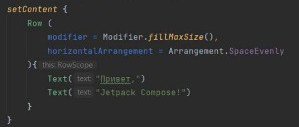 setContent {
Row (
modifier = Modifier.fillMaxSize(),
horizontalArrangement = Arrangement.SpaceEvenly
){ this: RowScope
Text( text: "Привет,")
Text( text: "Jetpack Compose!")
}
}